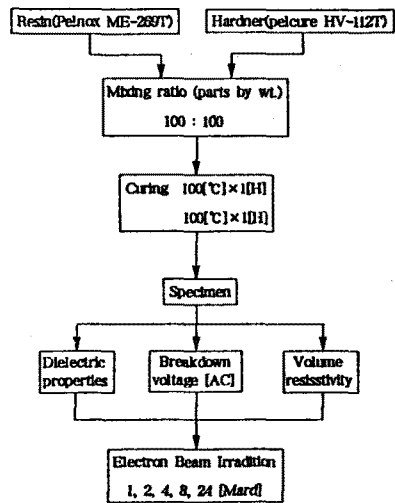 Resin(Pelnox ME-269T)
Hardner(pelcure HV-112T)
Mixing ratio (parts by wt.)
100 : 100
Curing 100[℃]×1[H]
100[℃]×1[H]
Specimen
Dielectric
properties
Breakdown
voltage [AC]
Volume
resisstivity
Electron Beam Irradition
1, 2, 4, 8, 24 [Mard]